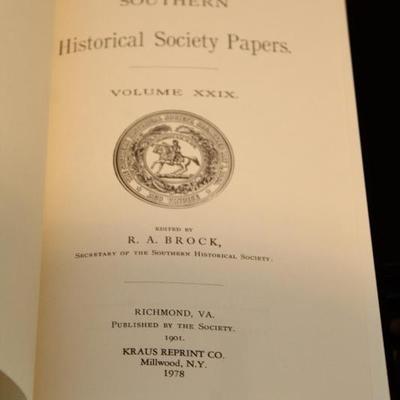 SOUTHERN
Historical Society Papers.
VOLUME XXIX.
EDITED BY
R. A. BROCK,
SECRETARY OF THE SOUTHERN HISTORICAL SOCIETY.
RICHMOND, VA.
PUBLISHED BY THE SOCIETY.
1901.
KRAUS REPRINT CO.
Millwood, N.Y.
1978